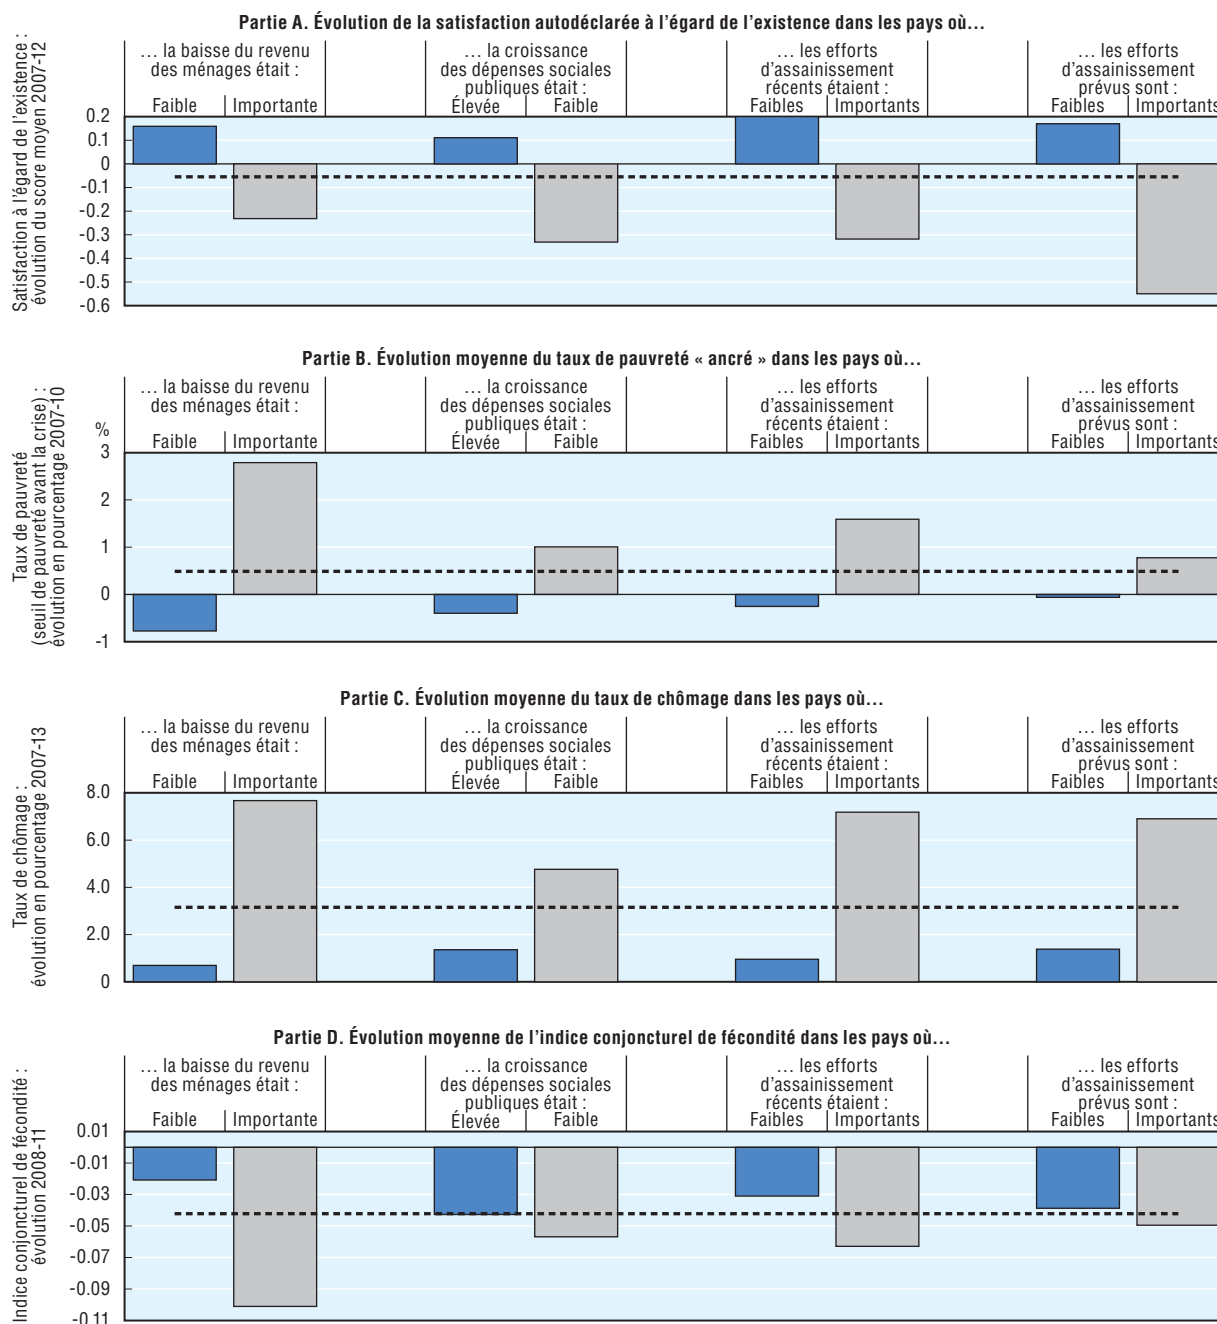 Partie A. Évolution de la satisfaction autodéclarée à l'égard de l'existence dans les pays où…
Satisfaction à l'égard de l'existence :
évolution du score moyen 2007-12
… la baisse du revenu
des ménages était :
Faible
Importante
… la croissance
des dépenses sociales
publiques était :
Élevée
Faible
… les efforts
d'assainissement
récents étaient :
Faibles
Importants
… les efforts
d'assainissement
prévus sont :
Faibles
Importants
0.2
0.1
0
-0.1
-0.2
-0.3
-0.4
-0.5
-0.6
Partie B. Évolution moyenne du taux de pauvreté « ancré » dans les pays où…
Taux de pauvreté
(seuil de pauvreté avant la crise) :
évolution en pourcentage 2007-10
… la baisse du revenu
des ménages était :
Faible
Importante
… la croissance
des dépenses sociales
publiques était :
Élevée
Faible
… les efforts
d'assainissement
récents étaient :
Faibles
Importants
… les efforts
d'assainissement
prévus sont :
Faibles
Importants
%
3
2
1
0
-1
Partie C. Évolution moyenne du taux de chômage dans les pays où…
Taux de chômage :
évolution en pourcentage 2007-13
… la baisse du revenu
des ménages était :
Faible
Importante
… la croissance
des dépenses sociales
publiques était :
Élevée
Faible
… les efforts
d'assainissement
récents étaient :
Faibles
Importants
… les efforts
d'assainissement
prévus sont :
Faibles
Importants
8.0
6.0
4.0
2.0
0
Partie D. Évolution moyenne de l'indice conjoncturel de fécondité dans les pays où…
Indice conjoncturel de fécondité :
évolution 2008-11
… la baisse du revenu
des ménages était :
Faible
Importante
… la croissance
des dépenses sociales
publiques était :
Élevée
Faible
… les efforts
d'assainissement
récents étaient :
Faibles
Importants
… les efforts
d'assainissement
prévus sont :
Faibles
Importants
0.01
-0.01
-0.03
-0.05
-0.07
-0.09
-0.11